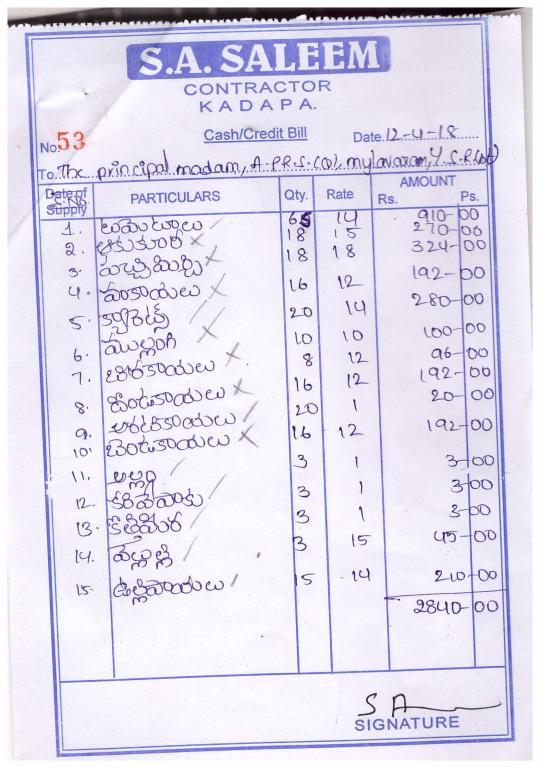 S.A. SALEEM
CONTRACTOR
KADAPA.
Cash/Credit Bill
No. 53 Date 12-4-18
To. The principal madam, A.P.R.S.(G), mylavaram, Y.S.R(Dt)
Date of Supply PARTICULARS Qty. Rate AMOUNT Rs. Ps.
S.No.
1. టమెటాలు 65 14 910-00
2. ఆకుకూర 18 15 270-00
3. పచ్చిమిర్చి 18 18 324-00
4. వంకాయలు 16 12 192-00
5. క్యారెట్స్ 20 14 280-00
6. ముల్లంగి 10 10 100-00
7. బీరకాయలు 8 12 96-00
8. దొండకాయలు 16 12 192-00
9. అరటికాయలు 20 1 20-00
10. బెండకాయలు 16 12 192-00
11. అల్లం 3 1 3-00
12. కరివేపాకు 3 1 3-00
13. కొత్తిమీర 3 1 3-00
14. వెల్లుల్లి 3 15 45-00
15. ఉల్లిపాయలు 15 14 210-00
2840-00
S A
SIGNATURE